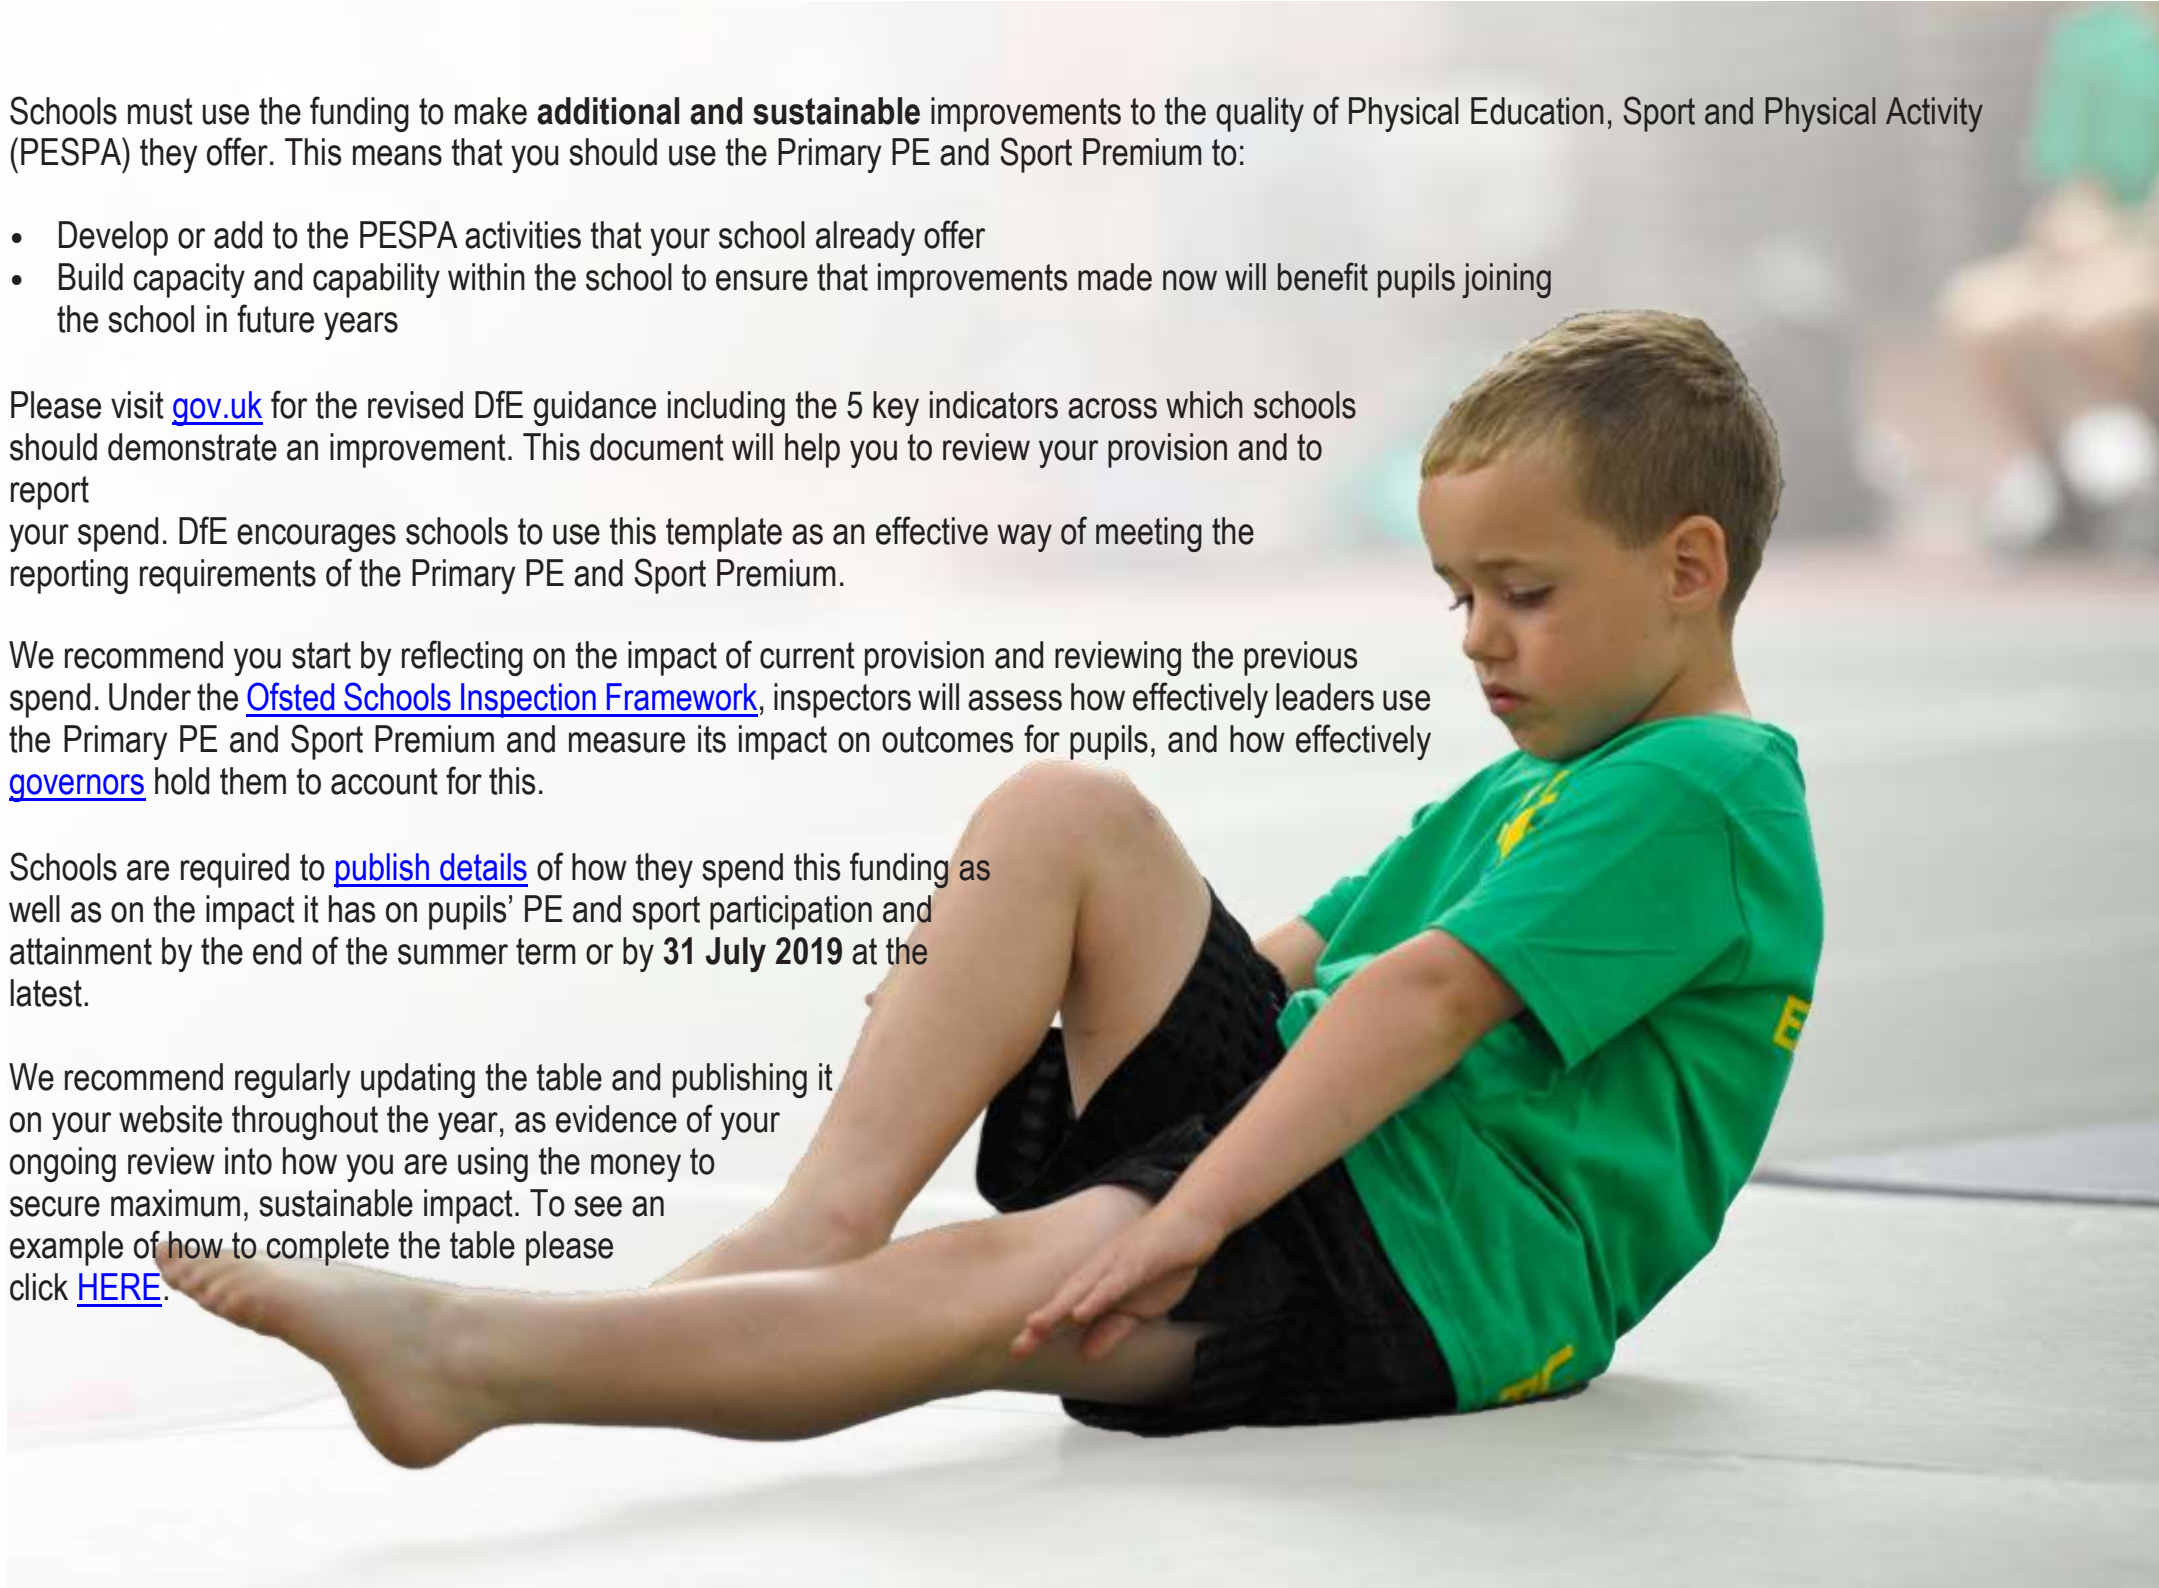 Schools must use the funding to make additional and sustainable improvements to the quality of Physical Education, Sport and Physical Activity
(PESPA) they offer. This means that you should use the Primary PE and Sport Premium to:
• Develop or add to the PESPA activities that your school already offer
• Build capacity and capability within the school to ensure that improvements made now will benefit pupils joining
the school in future years
Please visit gov.uk for the revised DfE guidance including the 5 key indicators across which schools
should demonstrate an improvement. This document will help you to review your provision and to
report
your spend. DfE encourages schools to use this template as an effective way of meeting the
reporting requirements of the Primary PE and Sport Premium.
We recommend you start by reflecting on the impact of current provision and reviewing the previous
spend. Under the Ofsted Schools Inspection Framework, inspectors will assess how effectively leaders use
the Primary PE and Sport Premium and measure its impact on outcomes for pupils, and how effectively
governors hold them to account for this.
Schools are required to publish details of how they spend this funding as
well as on the impact it has on pupils’ PE and sport participation and
attainment by the end of the summer term or by 31 July 2019 at the
latest.
We recommend regularly updating the table and publishing it
on your website throughout the year, as evidence of your
ongoing review into how you are using the money to
secure maximum, sustainable impact. To see an
example of how to complete the table please
click HERE.